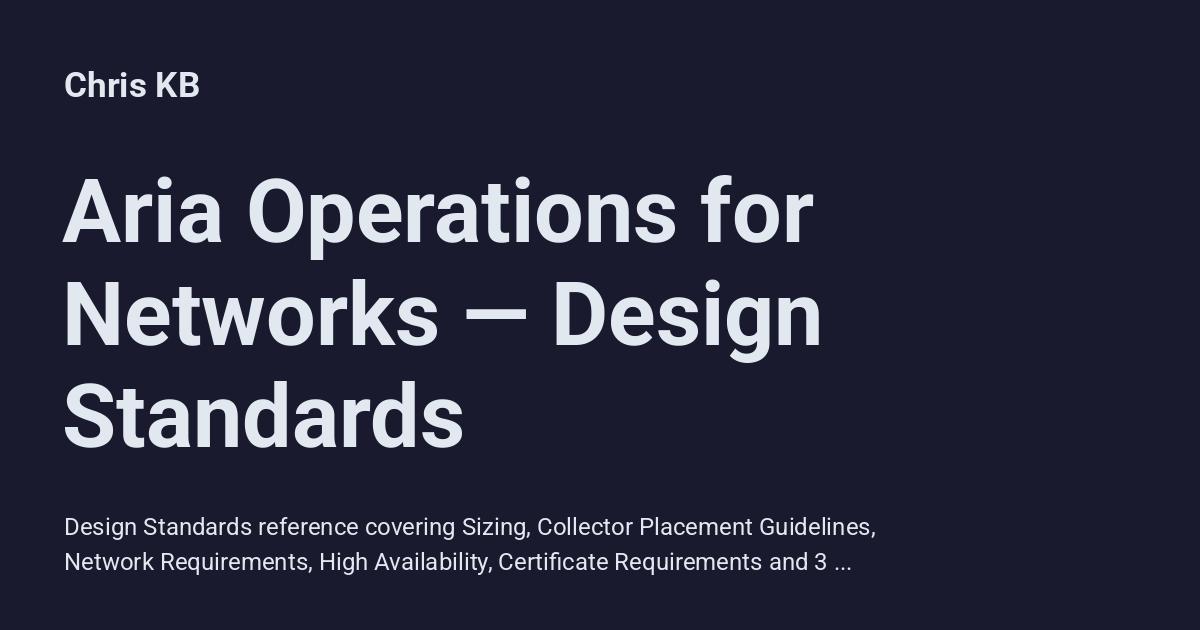 Chris KB
Aria Operations for
Networks — Design
Standards
Design Standards reference covering Sizing, Collector Placement Guidelines,
Network Requirements, High Availability, Certificate Requirements and 3 ...